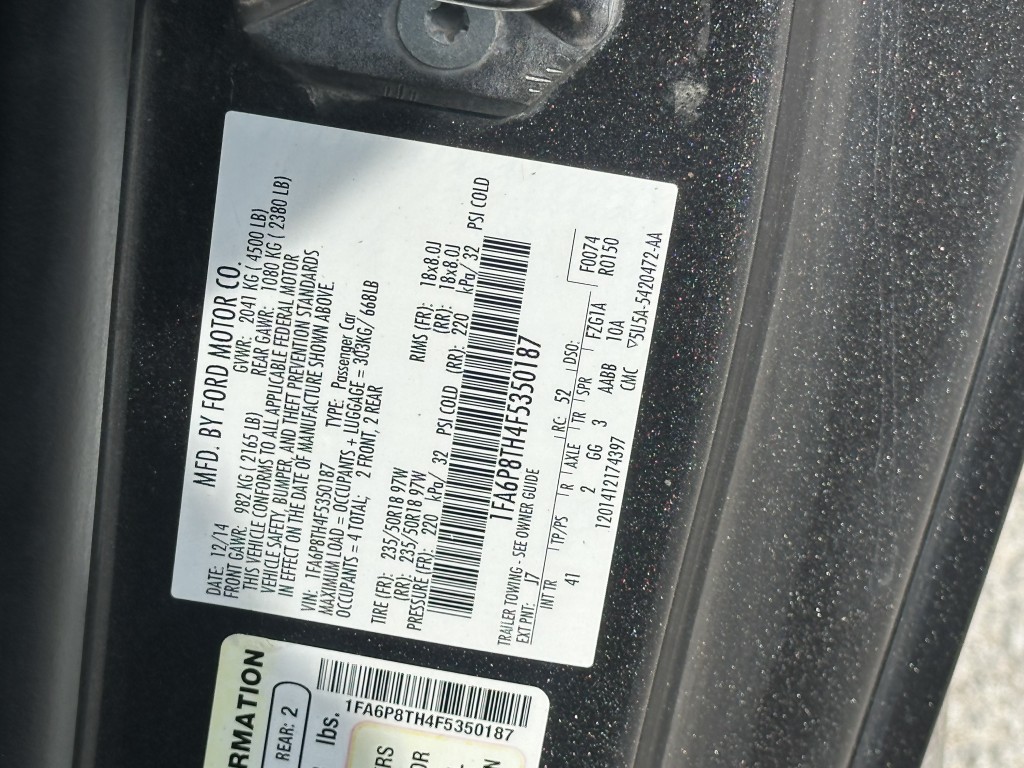 MFD. BY FORD MOTOR CO.
DATE: 12/14 GVWR: 2041 KG ( 4500 LB)
FRONT GAWR: 982 KG ( 2165 LB) REAR GAWR: 1080 KG ( 2380 LB)
THIS VEHICLE CONFORMS TO ALL APPLICABLE FEDERAL MOTOR
VEHICLE SAFETY, BUMPER, AND THEFT PREVENTION STANDARDS
IN EFFECT ON THE DATE OF MANUFACTURE SHOWN ABOVE.
VIN: 1FA6P8TH4F5350187 TYPE: Passenger Car
MAXIMUM LOAD = OCCUPANTS + LUGGAGE = 303KG/ 668LB
OCCUPANTS = 4 TOTAL; 2 FRONT, 2 REAR
TIRE (FR): 235/50R18 97W RIMS (FR): 18x8.0J
(RR): 235/50R18 97W (RR): 18x8.0J
PRESSURE (FR): 220 kPa/ 32 PSI COLD (RR): 220 kPa/ 32 PSI COLD
1FA6P8TH4F5350187
TRAILER TOWING - SEE OWNER GUIDE
EXT PNT: J7 RC: 52 DSO: F0074
INT TR TP/PS R AXLE TR SPR FZG1A R0150
41 2 GG 3 AABB 10A
12014121174397 CMC ▽3U5A-5420472-AA
RMATION
REAR: 2
lbs.
1FA6P8TH4F5350187
ERS
OR